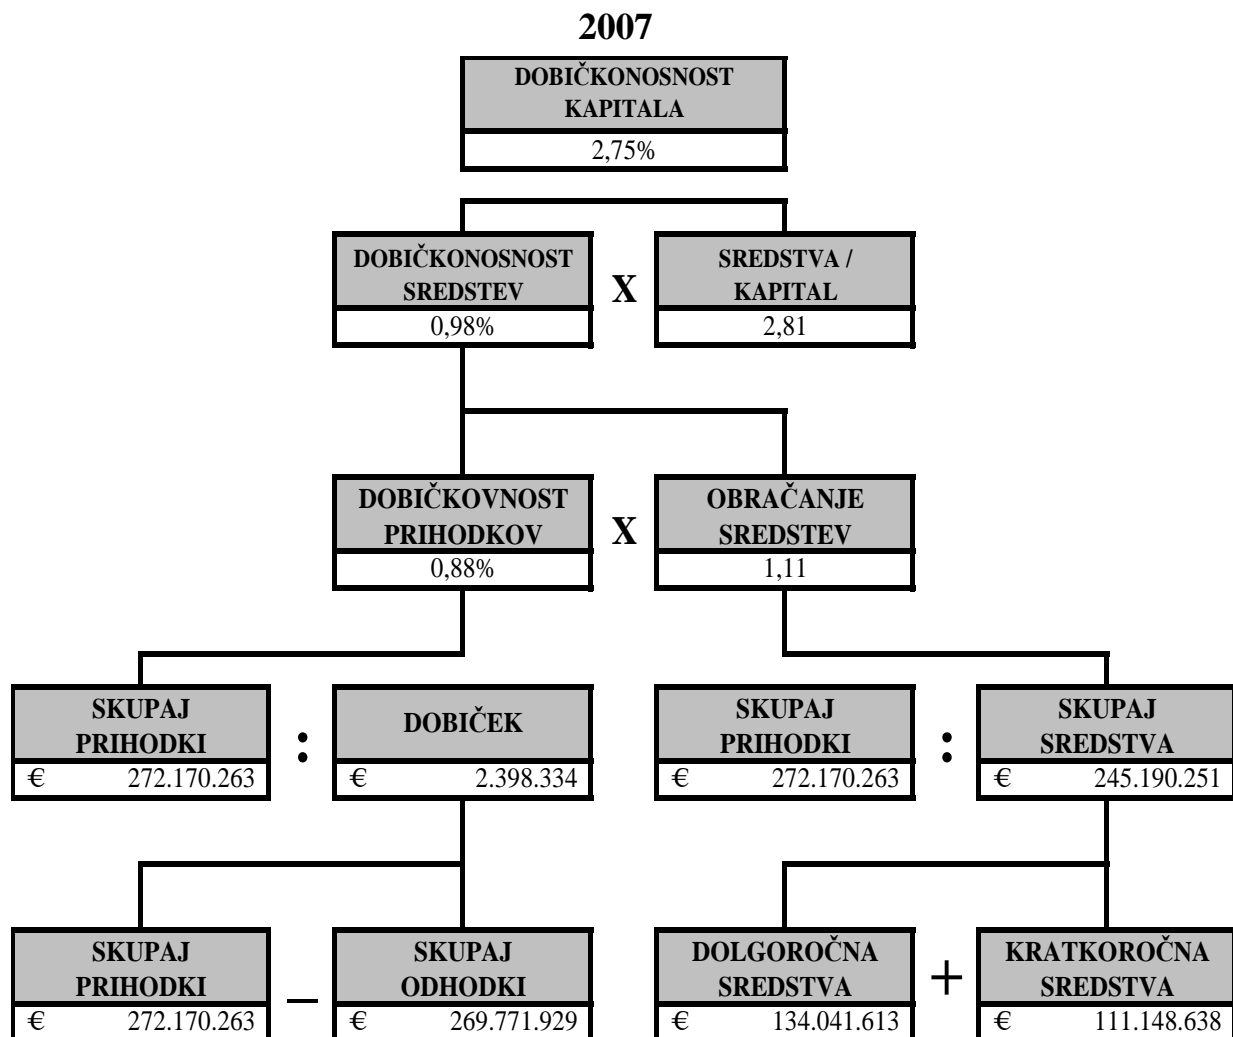 2007
DOBIČKONOSNOST
KAPITALA
2,75%
DOBIČKONOSNOST
SREDSTEV
0,98%
X
SREDSTVA /
KAPITAL
2,81
DOBIČKOVNOST
PRIHODKOV
0,88%
X
OBRAČANJE
SREDSTEV
1,11
SKUPAJ
PRIHODKI
€ 272.170.263
:
DOBIČEK
€ 2.398.334
SKUPAJ
PRIHODKI
€ 272.170.263
:
SKUPAJ
SREDSTVA
€ 245.190.251
SKUPAJ
PRIHODKI
€ 272.170.263
–
SKUPAJ
ODHODKI
€ 269.771.929
DOLGOROČNA
SREDSTVA
€ 134.041.613
+
KRATKOROČNA
SREDSTVA
€ 111.148.638